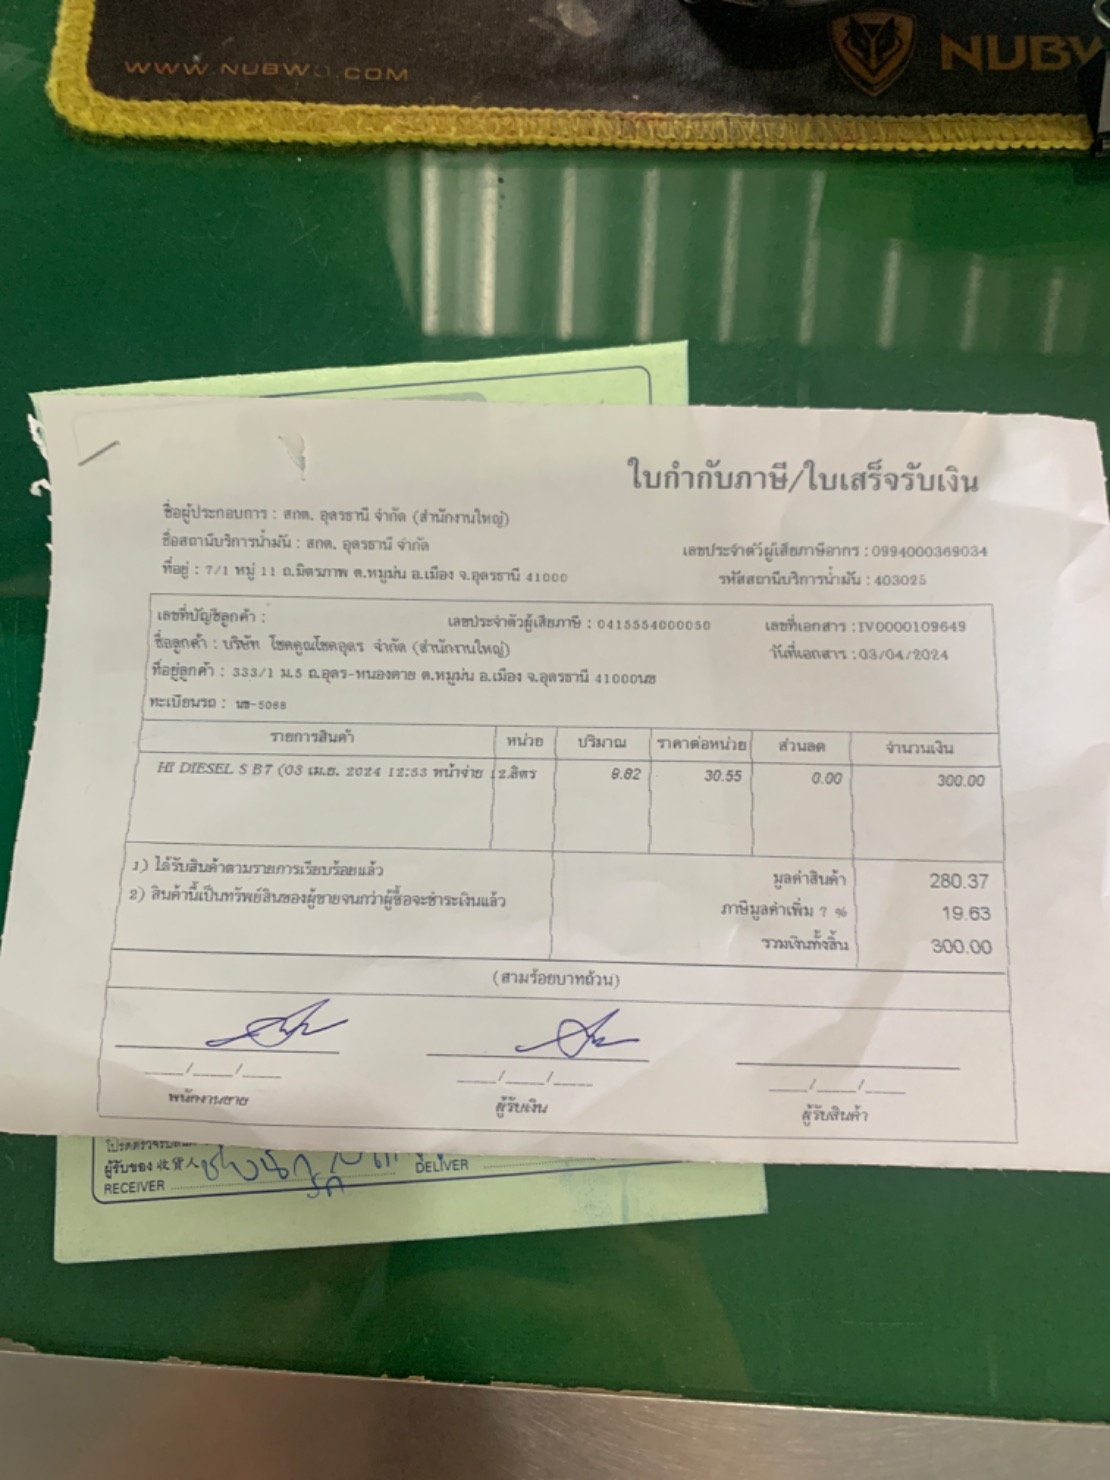 WWW.NUBWO.COM
NUBW
ใบกำกับภาษี/ใบเสร็จรับเงิน
ชื่อผู้ประกอบการ : สกต. อุดรธานี จำกัด (สำนักงานใหญ่)
ชื่อสถานีบริการน้ำมัน : สกต. อุดรธานี จำกัด
เลขประจำตัวผู้เสียภาษีอากร : 0994000369034
ที่อยู่ : 7/1 หมู่ 11 ถ.มิตรภาพ ต.หมูม่น อ.เมือง จ.อุดรธานี 41000
รหัสสถานีบริการน้ำมัน : 403025
เลขที่บัญชีลูกค้า : เลขประจำตัวผู้เสียภาษี : 0415554000050 เลขที่เอกสาร : IV0000109649
ชื่อลูกค้า : บริษัท โชคคูณโชคอุดร จำกัด (สำนักงานใหญ่) วันที่เอกสาร : 03/04/2024
ที่อยู่ลูกค้า : 333/1 ม.5 ถ.อุดร-หนองคาย ต.หมูม่น อ.เมือง จ.อุดรธานี 41000นข
ทะเบียนรถ : นข-5088
รายการสินค้า หน่วย ปริมาณ ราคาต่อหน่วย ส่วนลด จำนวนเงิน
HI DIESEL S B7 (03 เม.ย. 2024 12:53 หน้าจ่าย 12. ลิตร 9.82 30.55 0.00 300.00
1) ได้รับสินค้าตามรายการเรียบร้อยแล้ว
มูลค่าสินค้า 280.37
2) สินค้านี้เป็นทรัพย์สินของผู้ขายจนกว่าผู้ซื้อจะชำระเงินแล้ว
ภาษีมูลค่าเพิ่ม 7 % 19.63
รวมเงินทั้งสิ้น 300.00
(สามร้อยบาทถ้วน)
____/____/____ ____/____/____ ____/____/____
พนักงานขาย ผู้รับเงิน ผู้รับสินค้า
ผู้รับของ 收貨人
RECEIVER DELIVER